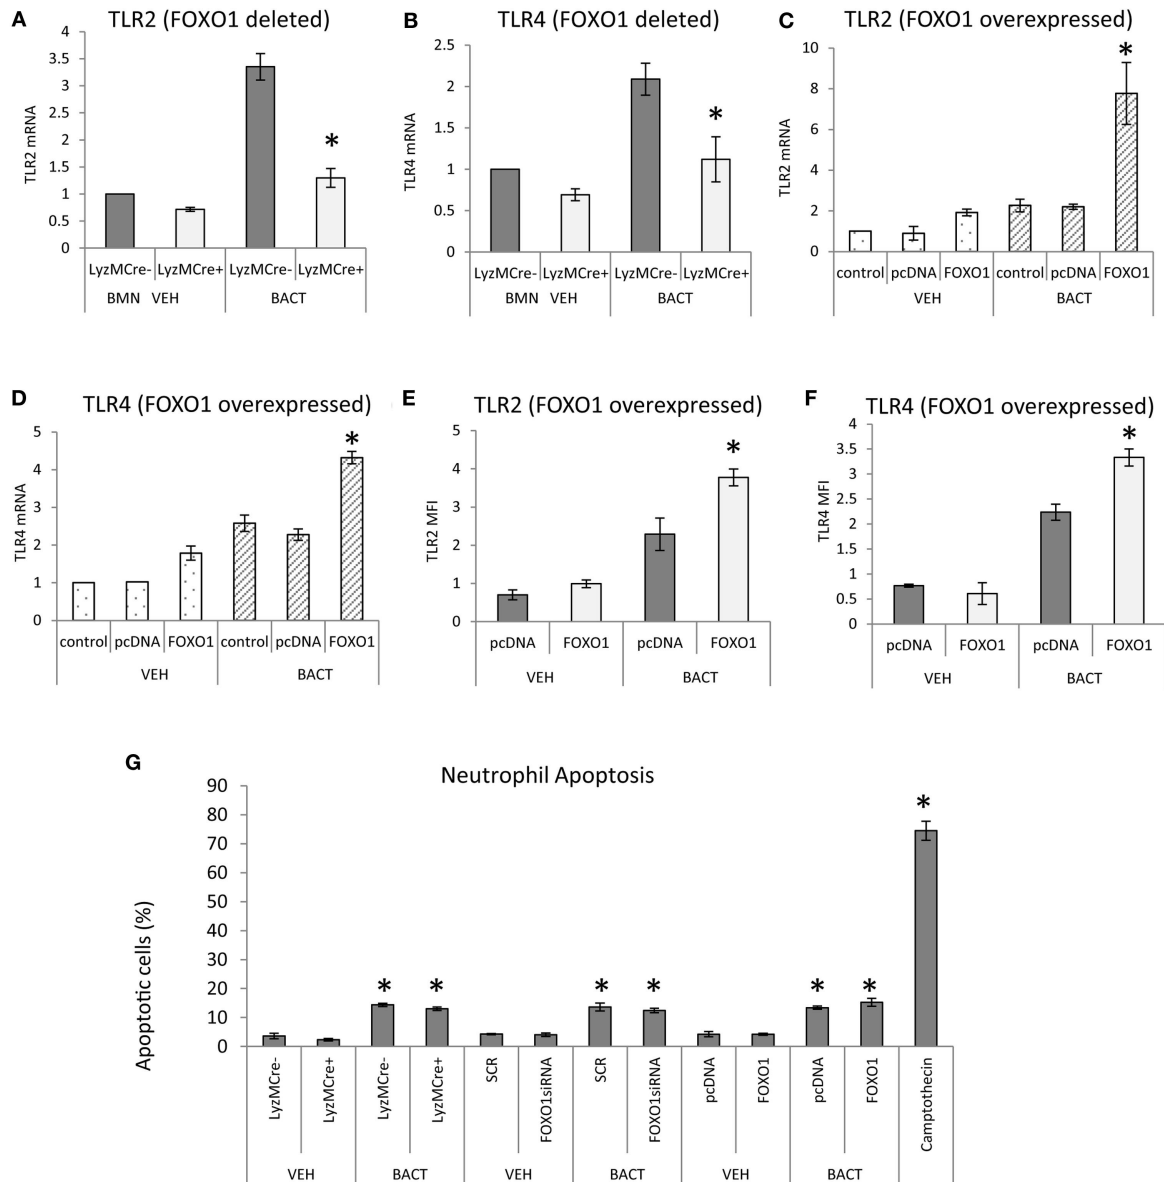 A
TLR2 (FOXO1 deleted)
TLR2 mRNA
4
3.5
3
2.5
2
1.5
1
0.5
0
*
LyzMCre- LyzMCre+ LyzMCre- LyzMCre+
BMN VEH BACT
B
TLR4 (FOXO1 deleted)
TLR4 mRNA
2.5
2
1.5
1
0.5
0
*
LyzMCre- LyzMCre+ LyzMCre- LyzMCre+
BMN VEH BACT
C
TLR2 (FOXO1 overexpressed)
TLR2 mRNA
10
8
6
4
2
0
*
control pcDNA FOXO1 control pcDNA FOXO1
VEH BACT
D
TLR4 (FOXO1 overexpressed)
TLR4 mRNA
5
4
3
2
1
0
*
control pcDNA FOXO1 control pcDNA FOXO1
VEH BACT
E
TLR2 (FOXO1 overexpressed)
TLR2 MFI
5
4
3
2
1
0
*
pcDNA FOXO1 pcDNA FOXO1
VEH BACT
F
TLR4 (FOXO1 overexpressed)
TLR4 MFI
4
3.5
3
2.5
2
1.5
1
0.5
0
*
pcDNA FOXO1 pcDNA FOXO1
VEH BACT
G
Neutrophil Apoptosis
Apoptotic cells (%)
90
80
70
60
50
40
30
20
10
0
* * * * * * *
LyzMCre- LyzMCre+ LyzMCre- LyzMCre+ SCR FOXO1siRNA SCR FOXO1siRNA pcDNA FOXO1 pcDNA FOXO1 Camptothecin
VEH BACT VEH BACT VEH BACT